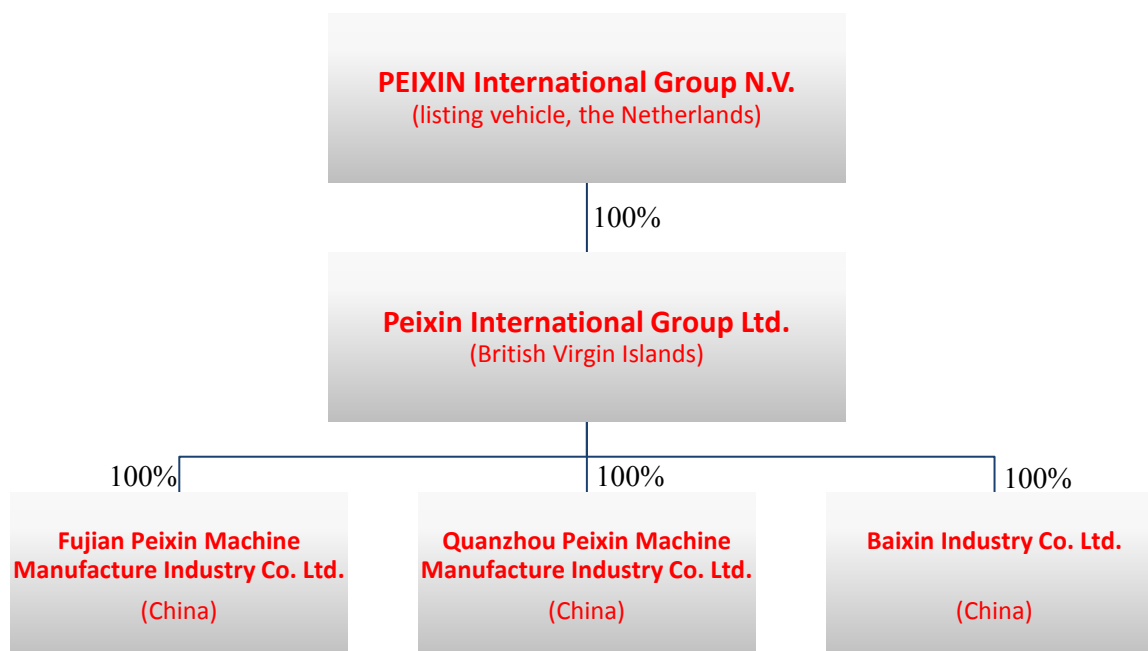 PEIXIN International Group N.V.
(listing vehicle, the Netherlands)
100%
Peixin International Group Ltd.
(British Virgin Islands)
100%
100%
100%
Fujian Peixin Machine
Manufacture Industry Co. Ltd.
(China)
Quanzhou Peixin Machine
Manufacture Industry Co. Ltd.
(China)
Baixin Industry Co. Ltd.
(China)